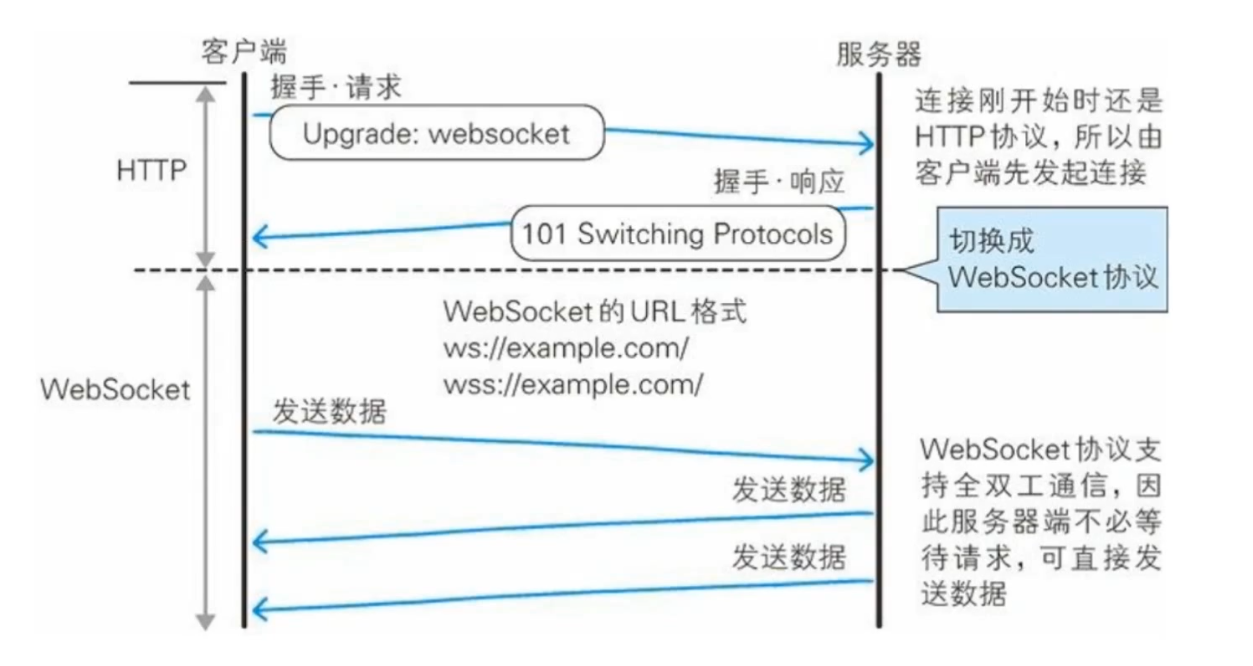 客户端
服务器
握手·请求
Upgrade: websocket
连接刚开始时还是
HTTP协议，所以由
客户端先发起连接
HTTP
握手·响应
101 Switching Protocols
切换成
WebSocket协议
WebSocket的URL格式
ws://example.com/
wss://example.com/
WebSocket
发送数据
WebSocket协议支
持全双工通信，因
此服务器端不必等
待请求，可直接发
送数据
发送数据
发送数据